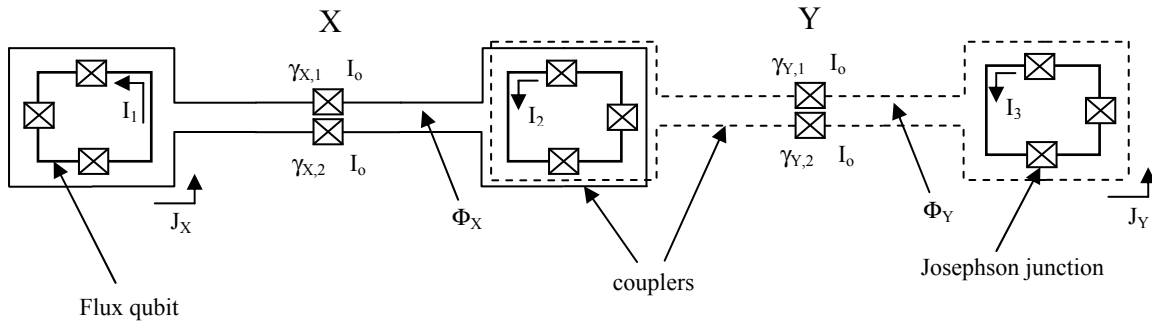 X
Y
γX,1 Io
γY,1 Io
I1
I2
I3
γX,2 Io
γY,2 Io
JX
ΦX
ΦY
JY
couplers
Josephson junction
Flux qubit